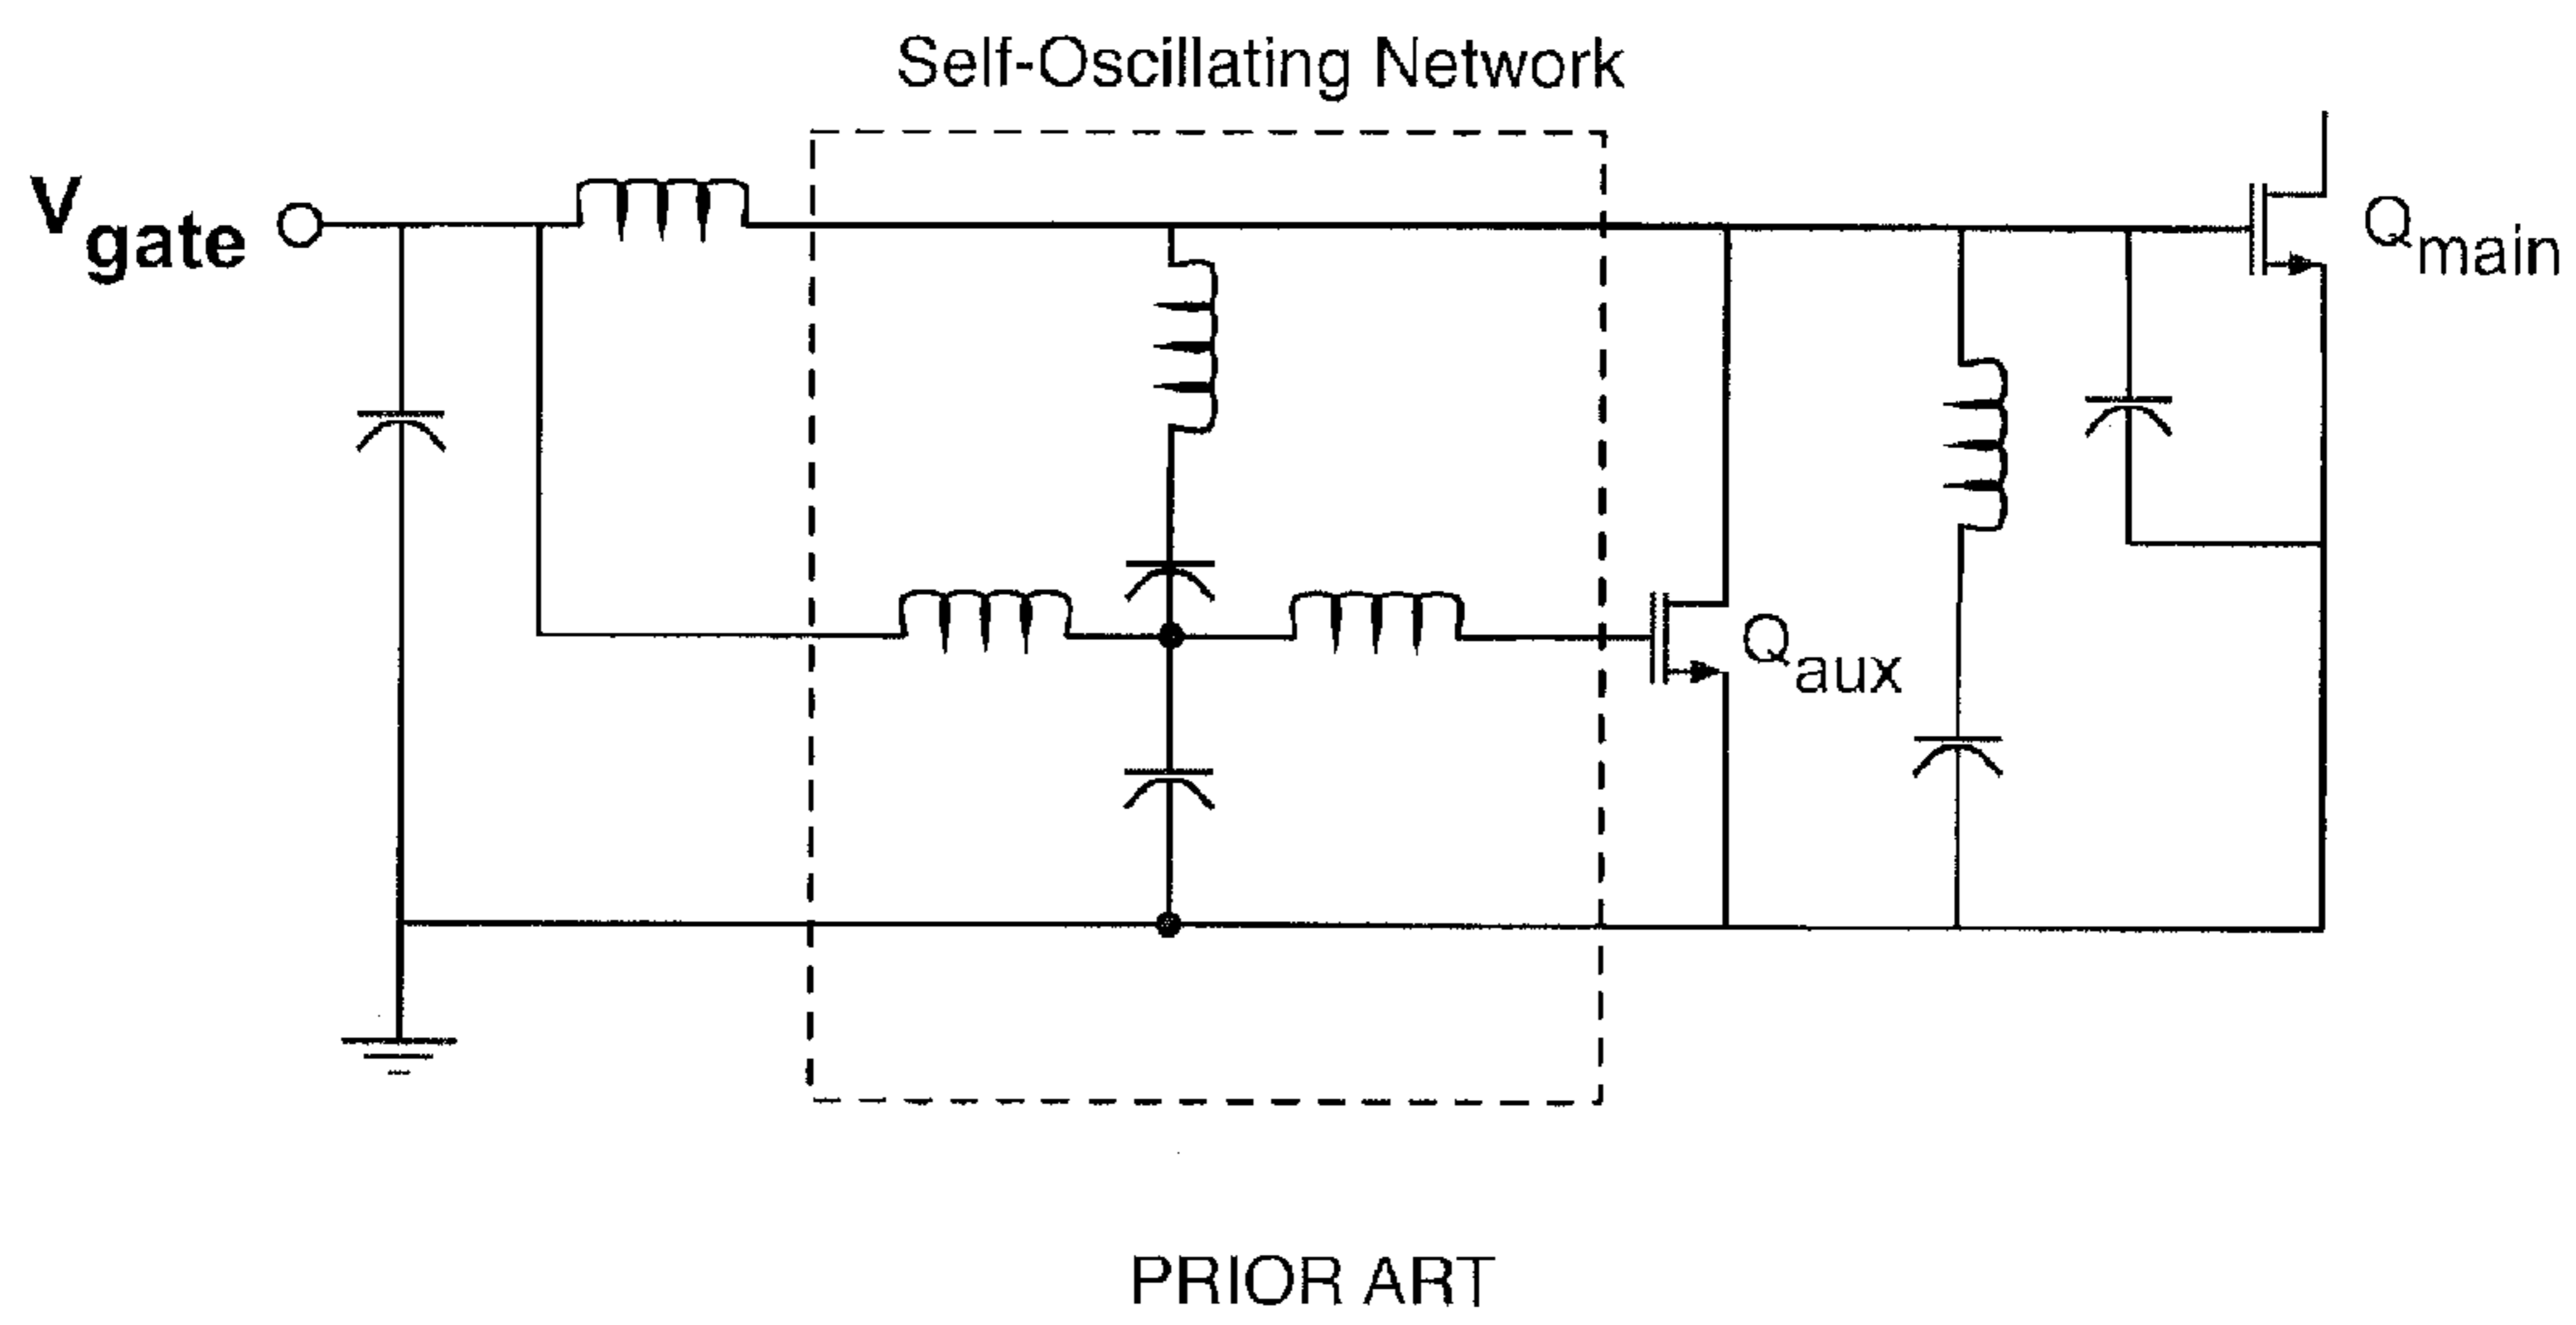 Self-Oscillating Network
Vgate
Qmain
Qaux
PRIOR ART